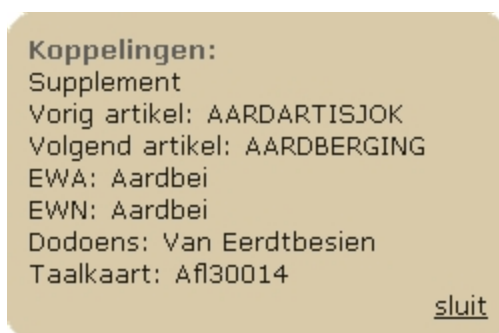 Koppelingen:
Supplement
Vorig artikel: AARDARTISJOK
Volgend artikel: AARDBERGING
EWA: Aardbei
EWN: Aardbei
Dodoens: Van Eerdtbesien
Taalkaart: Afl30014
sluit